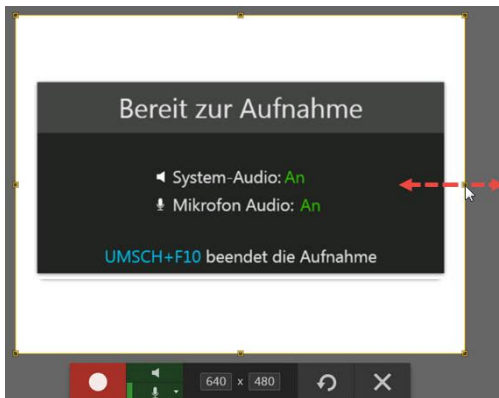 Bereit zur Aufnahme
System-Audio: An
Mikrofon Audio: An
UMSCH+F10 beendet die Aufnahme
640 x 480